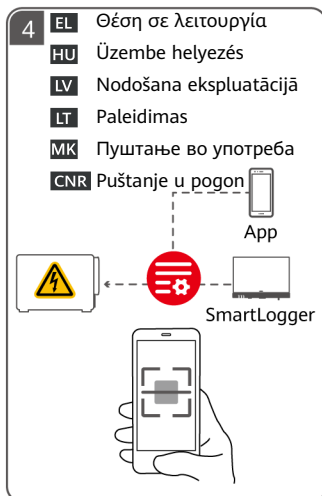 4
EL Θέση σε λειτουργία
HU Üzembe helyezés
LV Nodošana ekspluatācijā
LT Paleidimas
MK Пуштање во употреба
CNR Puštanje u pogon
App
SmartLogger